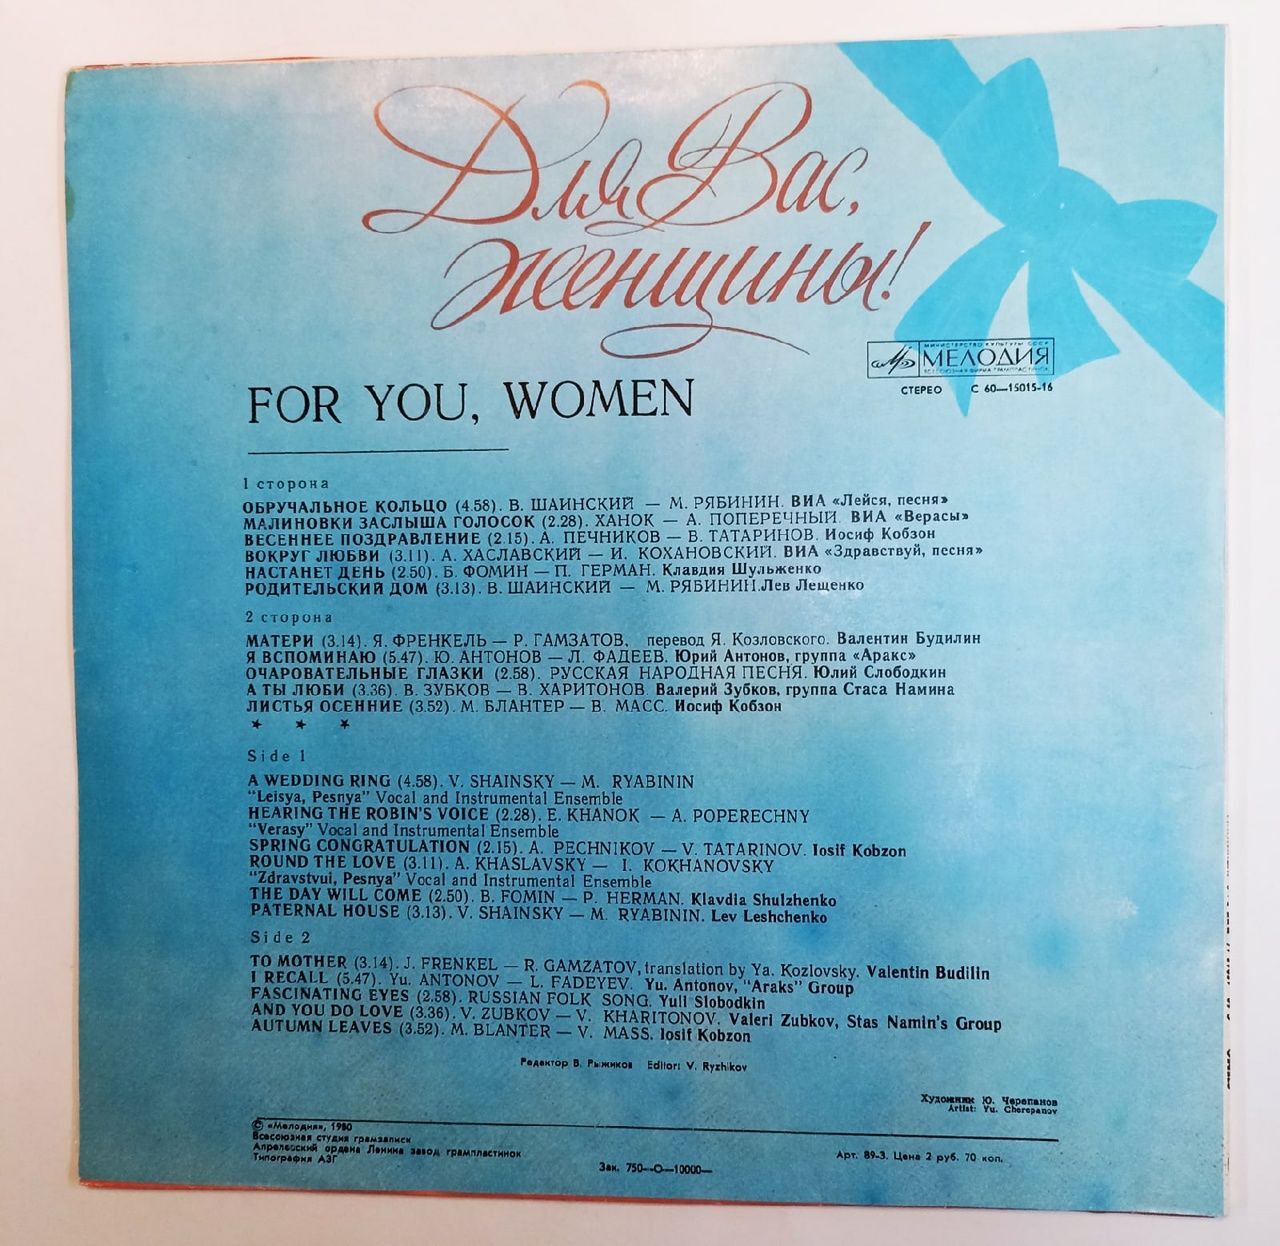 Для Вас,
женщины!
МИНИСТЕРСТВО КУЛЬТУРЫ СССР
МЕЛОДИЯ
ВСЕСОЮЗНАЯ ФИРМА ГРАМПЛАСТИНОК
СТЕРЕО С 60—15015-16
FOR YOU, WOMEN
1 сторона
ОБРУЧАЛЬНОЕ КОЛЬЦО (4.58). В. ШАИНСКИЙ — М. РЯБИНИН. ВИА «Лейся, песня»
МАЛИНОВКИ ЗАСЛЫША ГОЛОСОК (2.28). ХАНОК — А. ПОПЕРЕЧНЫЙ. ВИА «Верасы»
ВЕСЕННЕЕ ПОЗДРАВЛЕНИЕ (2.15). А. ПЕЧНИКОВ — В. ТАТАРИНОВ. Иосиф Кобзон
ВОКРУГ ЛЮБВИ (3.11). А. ХАСЛАВСКИЙ — И. КОХАНОВСКИЙ. ВИА «Здравствуй, песня»
НАСТАНЕТ ДЕНЬ (2.50). Б. ФОМИН — П. ГЕРМАН. Клавдия Шульженко
РОДИТЕЛЬСКИЙ ДОМ (3.13). В. ШАИНСКИЙ — М. РЯБИНИН.Лев Лещенко
2 сторона
МАТЕРИ (3.14). Я. ФРЕНКЕЛЬ — Р. ГАМЗАТОВ, перевод Я. Козловского. Валентин Будилин
Я ВСПОМИНАЮ (5.47). Ю. АНТОНОВ — Л. ФАДЕЕВ. Юрий Антонов, группа «Аракс»
ОЧАРОВАТЕЛЬНЫЕ ГЛАЗКИ (2.58). РУССКАЯ НАРОДНАЯ ПЕСНЯ. Юлий Слободкин
А ТЫ ЛЮБИ (3.36). В. ЗУБКОВ — В. ХАРИТОНОВ. Валерий Зубков, группа Стаса Намина
ЛИСТЬЯ ОСЕННИЕ (3.52). М. БЛАНТЕР — В. МАСС. Иосиф Кобзон
* * *
Side 1
A WEDDING RING (4.58). V. SHAINSKY — M. RYABININ
"Leisya, Pesnya" Vocal and Instrumental Ensemble
HEARING THE ROBIN'S VOICE (2.28). E. KHANOK — A. POPERECHNY
"Verasy" Vocal and Instrumental Ensemble
SPRING CONGRATULATION (2.15). A. PECHNIKOV — V. TATARINOV. Iosif Kobzon
ROUND THE LOVE (3.11). A. KHASLAVSKY — I. KOKHANOVSKY
"Zdravstvui, Pesnya" Vocal and Instrumental Ensemble
THE DAY WILL COME (2.50). B. FOMIN — P. HERMAN. Klavdia Shulzhenko
PATERNAL HOUSE (3.13). V. SHAINSKY — M. RYABININ. Lev Leshchenko
Side 2
TO MOTHER (3.14). J. FRENKEL — R. GAMZATOV, translation by Ya. Kozlovsky. Valentin Budilin
I RECALL (5.47). Yu. ANTONOV — L. FADEYEV. Yu. Antonov, "Araks" Group
FASCINATING EYES (2.58). RUSSIAN FOLK SONG. Yuli Slobodkin
AND YOU DO LOVE (3.36). V. ZUBKOV — V. KHARITONOV. Valeri Zubkov, Stas Namin's Group
AUTUMN LEAVES (3.52). M. BLANTER — V. MASS. Iosif Kobzon
Редактор В. Рыжиков Editor: V. Ryzhikov
Художник Ю. Черепанов
Artist: Yu. Cherepanov
© «Мелодия», 1980
Всесоюзная студия грамзаписи
Апрелевский ордена Ленина завод грампластинок
Типография АЗГ
Зак. 750—О—10000—
Арт. 89-3. Цена 2 руб. 70 коп.